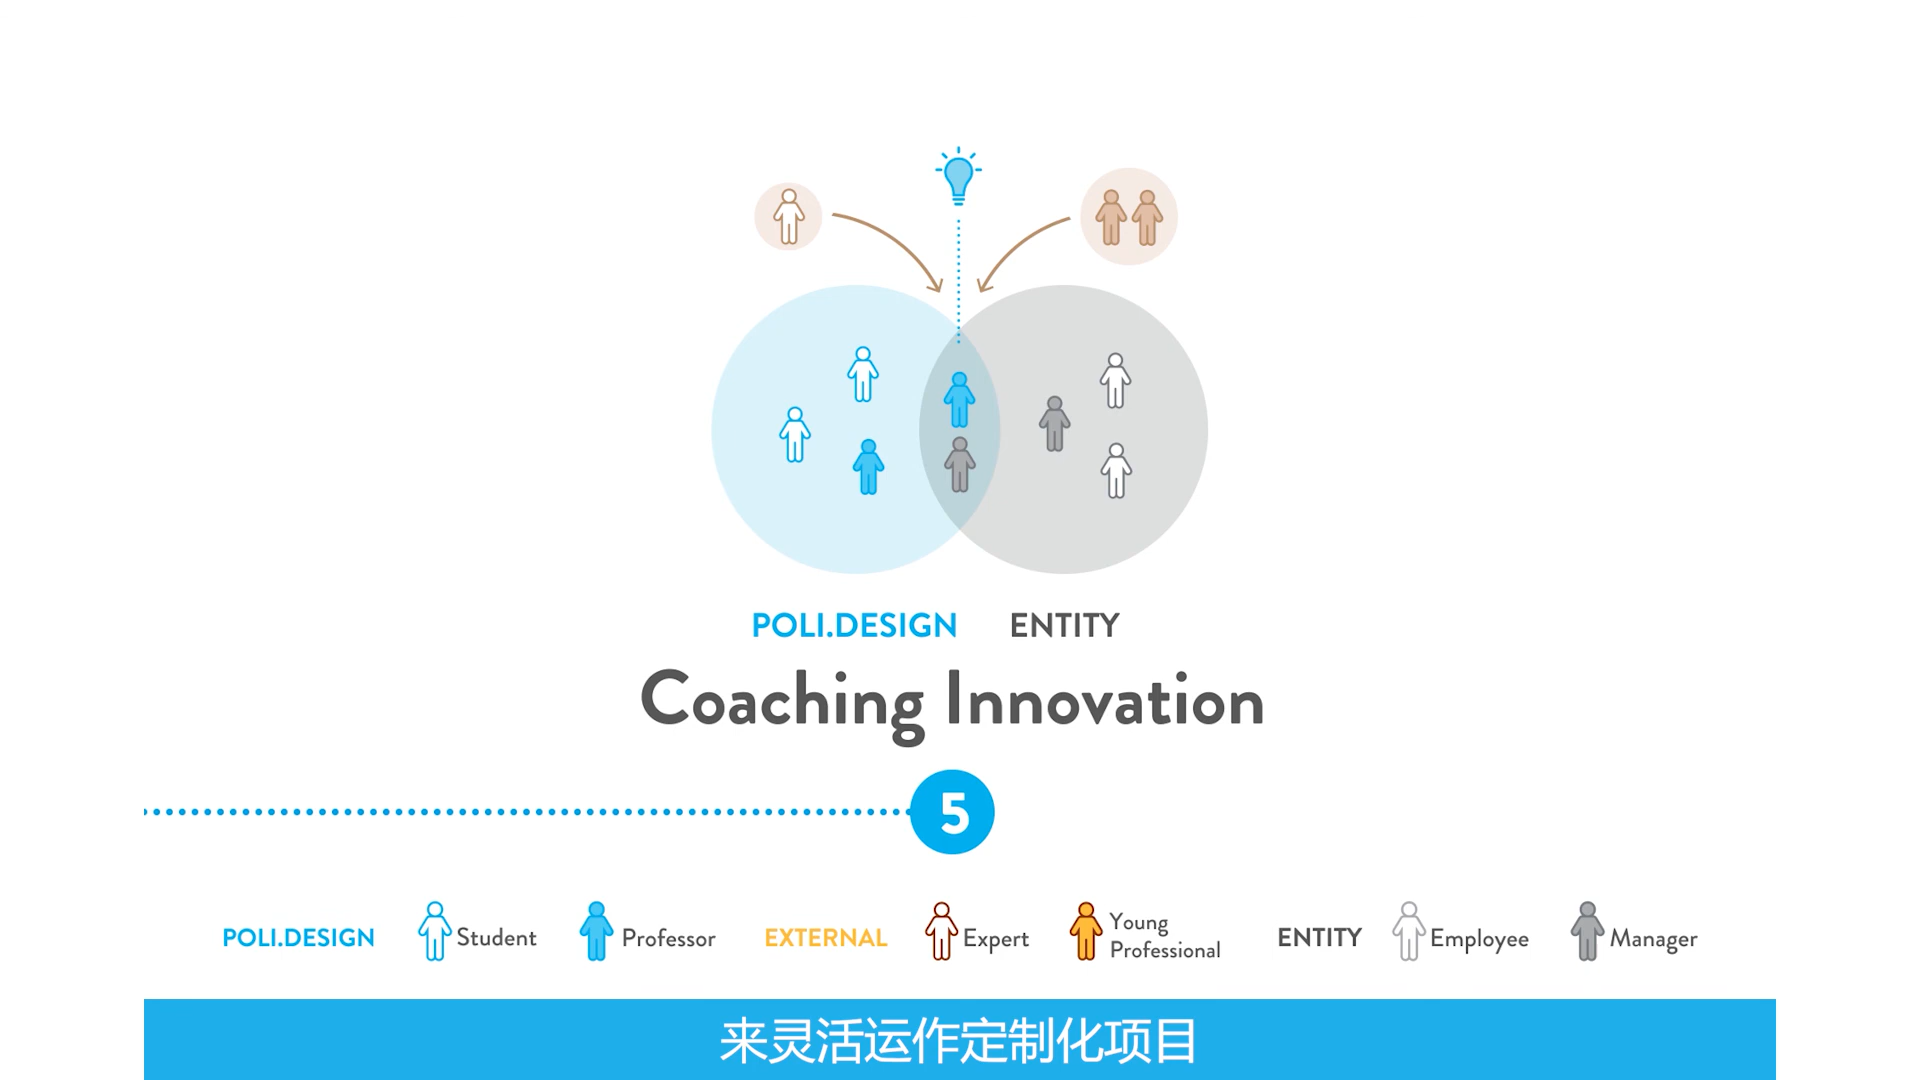 POLI.DESIGN ENTITY
Coaching Innovation
5
POLI.DESIGN Student Professor EXTERNAL Expert Young Professional ENTITY Employee Manager
来灵活运作定制化项目